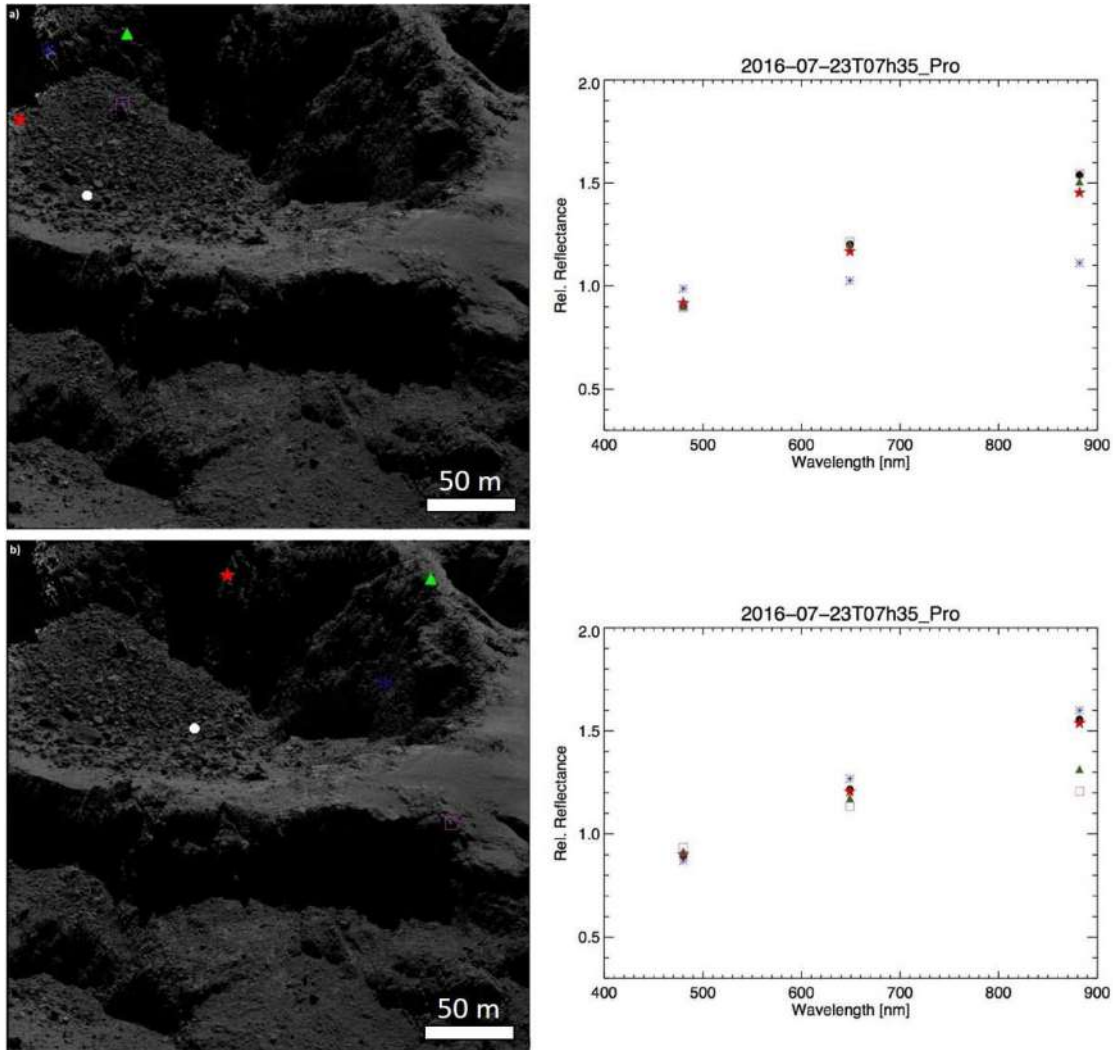 a)
50 m
2016-07-23T07h35_Pro
2.0
1.5
1.0
0.5
Rel. Reflectance
400 500 600 700 800 900
Wavelength [nm]
b)
50 m
2016-07-23T07h35_Pro
2.0
1.5
1.0
0.5
Rel. Reflectance
400 500 600 700 800 900
Wavelength [nm]